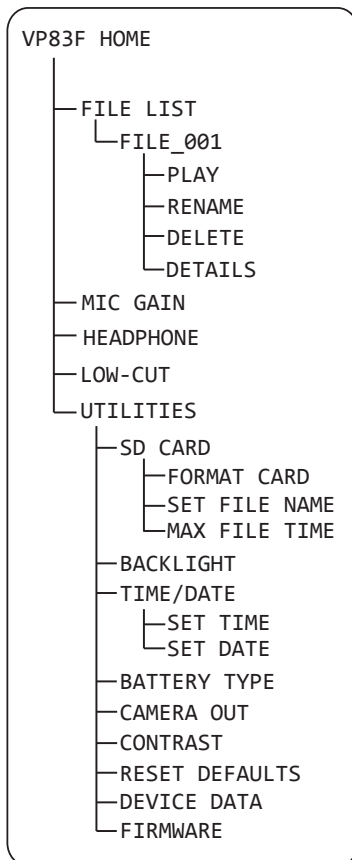 VP83F HOME
FILE LIST
FILE_001
PLAY
RENAME
DELETE
DETAILS
MIC GAIN
HEADPHONE
LOW-CUT
UTILITIES
SD CARD
FORMAT CARD
SET FILE NAME
MAX FILE TIME
BACKLIGHT
TIME/DATE
SET TIME
SET DATE
BATTERY TYPE
CAMERA OUT
CONTRAST
RESET DEFAULTS
DEVICE DATA
FIRMWARE